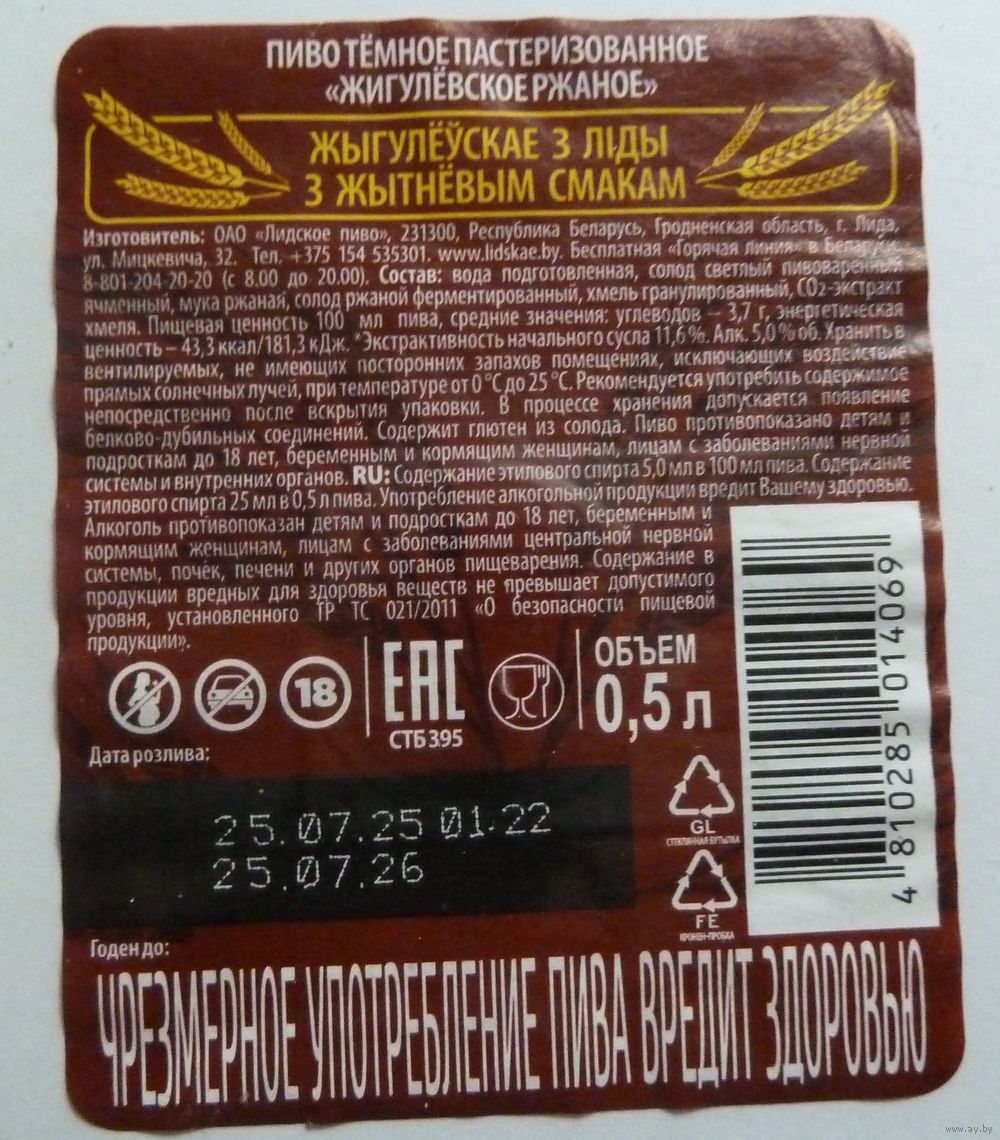 ПИВО ТЁМНОЕ ПАСТЕРИЗОВАННОЕ
«ЖИГУЛЁВСКОЕ РЖАНОЕ»
ЖЫГУЛЁЎСКАЕ З ЛІДЫ
З ЖЫТНЁВЫМ СМАКАМ
Изготовитель: ОАО «Лидское пиво», 231300, Республика Беларусь, Гродненская область, г. Лида,
ул. Мицкевича, 32. Тел. +375 154 535301. www.lidskae.by. Бесплатная «Горячая линия» в Беларуси:
8-801-204-20-20 (с 8.00 до 20.00). Состав: вода подготовленная, солод светлый пивоваренный
ячменный, мука ржаная, солод ржаной ферментированный, хмель гранулированный, CO2-экстракт
хмеля. Пищевая ценность 100 мл пива, средние значения: углеводов – 3,7 г, энергетическая
ценность – 43,3 ккал/181,3 кДж. *Экстрактивность начального сусла 11,6 %. Алк. 5,0 % об. Хранить в
вентилируемых, не имеющих посторонних запахов помещениях, исключающих воздействие
прямых солнечных лучей, при температуре от 0 °С до 25 °С. Рекомендуется употребить содержимое
непосредственно после вскрытия упаковки. В процессе хранения допускается появление
белково-дубильных соединений. Содержит глютен из солода. Пиво противопоказано детям и
подросткам до 18 лет, беременным и кормящим женщинам, лицам с заболеваниями нервной
системы и внутренних органов. RU: Содержание этилового спирта 5,0 мл в 100 мл пива. Содержание
этилового спирта 25 мл в 0,5 л пива. Употребление алкогольной продукции вредит Вашему здоровью.
Алкоголь противопоказан детям и подросткам до 18 лет, беременным и
кормящим женщинам, лицам с заболеваниями центральной нервной
системы, почек, печени и других органов пищеварения. Содержание в
продукции вредных для здоровья веществ не превышает допустимого
уровня, установленного ТР ТС 021/2011 «О безопасности пищевой
продукции».
18
ЕАС
СТБ 395
ОБЪЕМ
0,5 л
Дата розлива:
25.07.25 01.22
25.07.26
GL
СТЕКЛЯННАЯ БУТЫЛКА
FE
КРОНЕН-ПРОБКА
4 810285 014069
Годен до:
ЧРЕЗМЕРНОЕ УПОТРЕБЛЕНИЕ ПИВА ВРЕДИТ ЗДОРОВЬЮ
www.ay.by